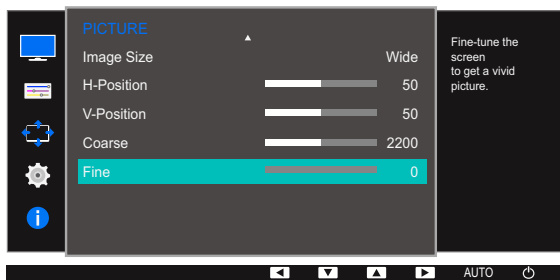 PICTURE
Image Size Wide
H-Position 50
V-Position 50
Coarse 2200
Fine 0
Fine-tune the
screen
to get a vivid
picture.
AUTO